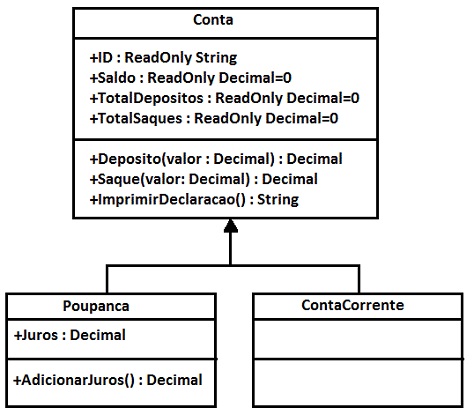 Conta
+ID : ReadOnly String
+Saldo : ReadOnly Decimal=0
+TotalDepositos : ReadOnly Decimal=0
+TotalSaques : ReadOnly Decimal=0
+Deposito(valor : Decimal) : Decimal
+Saque(valor: Decimal) : Decimal
+ImprimirDeclaracao() : String
Poupanca
+Juros : Decimal
+AdicionarJuros() : Decimal
ContaCorrente